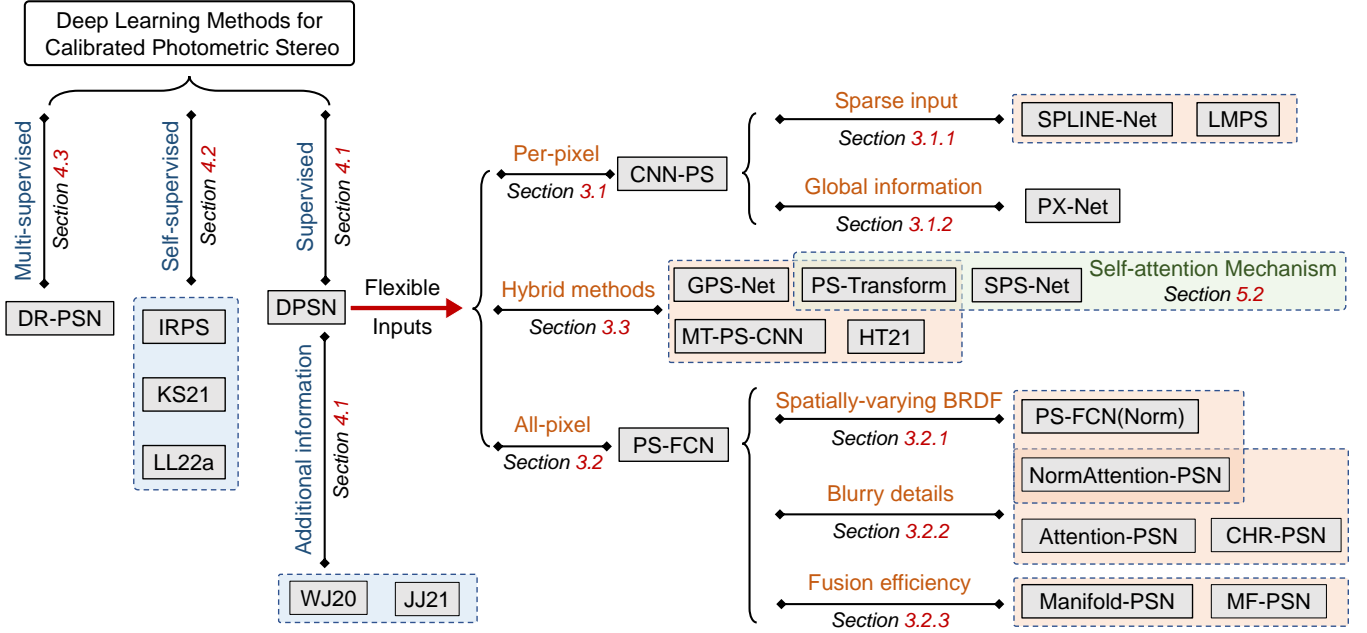 Deep Learning Methods for
Calibrated Photometric Stereo
Multi-supervised
Section 4.3
Self-supervised
Section 4.2
Supervised
Section 4.1
DR-PSN
IRPS
KS21
LL22a
DPSN
Additional information
Section 4.1
WJ20
JJ21
Flexible
Inputs
Per-pixel
Section 3.1
CNN-PS
Sparse input
Section 3.1.1
SPLINE-Net
LMPS
Global information
Section 3.1.2
PX-Net
Hybrid methods
Section 3.3
GPS-Net
PS-Transform
SPS-Net
Self-attention Mechanism
Section 5.2
MT-PS-CNN
HT21
All-pixel
Section 3.2
PS-FCN
Spatially-varying BRDF
Section 3.2.1
PS-FCN(Norm)
NormAttention-PSN
Blurry details
Section 3.2.2
Attention-PSN
CHR-PSN
Fusion efficiency
Section 3.2.3
Manifold-PSN
MF-PSN